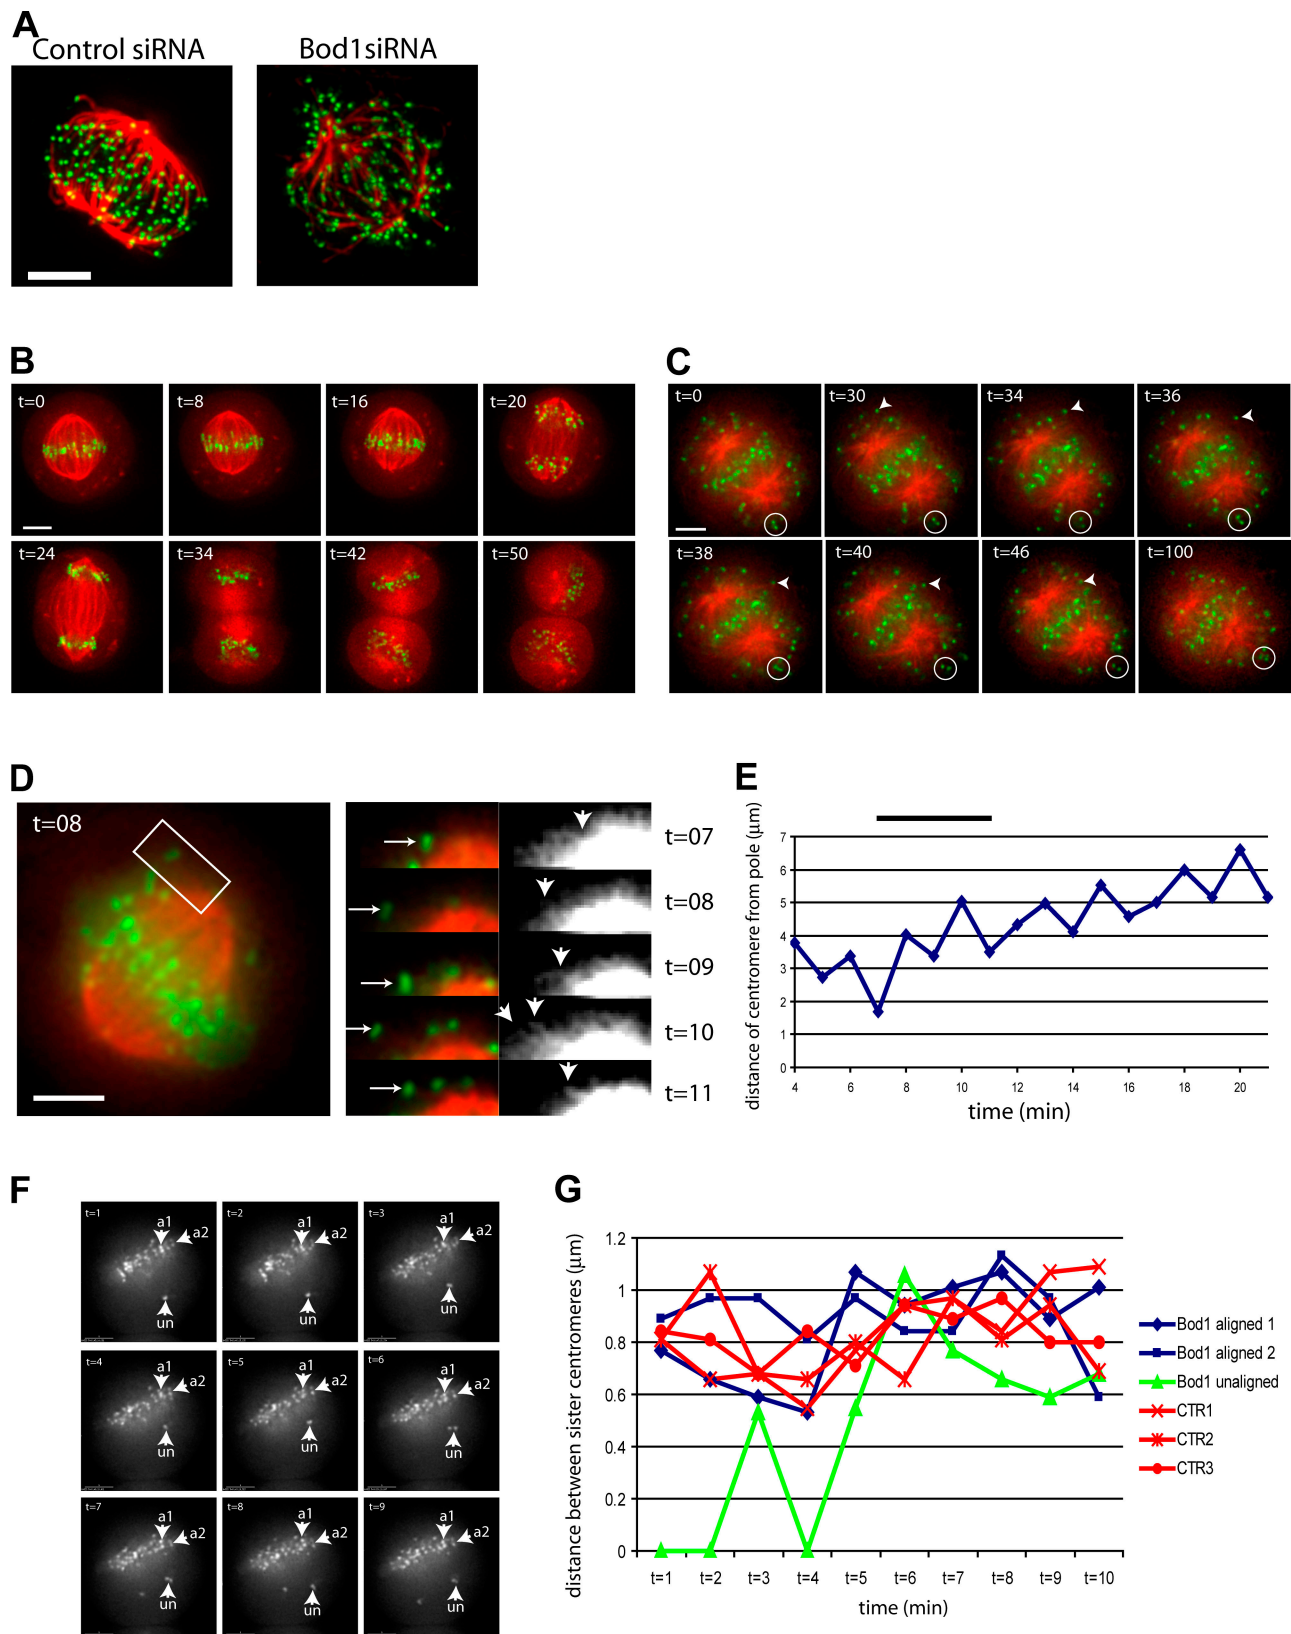 A
Control siRNA
Bod1siRNA
B
t=0
t=8
t=16
t=20
t=24
t=34
t=42
t=50
C
t=0
t=30
t=34
t=36
t=38
t=40
t=46
t=100
D
t=08
t=07
t=08
t=09
t=10
t=11
E
distance of centromere from pole (µm)
7
6
5
4
3
2
1
0
4 6 8 10 12 14 16 18 20
time (min)
F
t=1 a1 a2 un
t=2 a1 a2 un
t=3 a1 a2 un
t=4 a1 a2 un
t=5 a1 a2 un
t=6 a1 a2 un
t=7 a1 a2 un
t=8 a1 a2 un
t=9 a1 a2 un
G
distance between sister centromeres (µm)
1.2
1
0.8
0.6
0.4
0.2
0
t=1 t=2 t=3 t=4 t=5 t=6 t=7 t=8 t=9 t=10
time (min)
Bod1 aligned 1
Bod1 aligned 2
Bod1 unaligned
CTR1
CTR2
CTR3